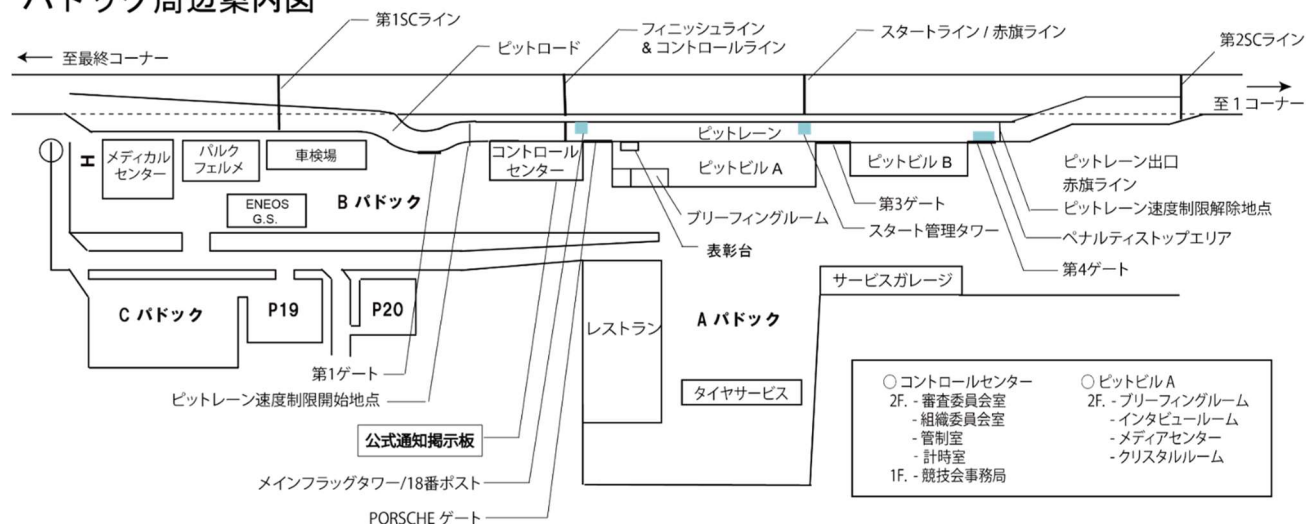 パドック周辺案内図
第1SCライン
フィニッシュライン
& コントロールライン
スタートライン / 赤旗ライン
第2SCライン
ピットロード
至最終コーナー
至 1 コーナー
ピットレーン
H
メディカル
センター
パルク
フェルメ
車検場
コントロール
センター
ピットビル A
ピットビル B
ピットレーン出口
赤旗ライン
ENEOS
G.S.
B パドック
ブリーフィングルーム
第3ゲート
ピットレーン速度制限解除地点
スタート管理タワー
ペナルティストップエリア
表彰台
第4ゲート
サービスガレージ
C パドック
P19
P20
レストラン
A パドック
第1ゲート
タイヤサービス
ピットレーン速度制限開始地点
公式通知掲示板
メインフラッグタワー/18番ポスト
PORSCHE ゲート
○ コントロールセンター
2F. - 審査委員会室
- 組織委員会室
- 管制室
- 計時室
1F. - 競技会事務局
○ ピットビル A
2F. - ブリーフィングルーム
- インタビュールーム
- メディアセンター
- クリスタルルーム